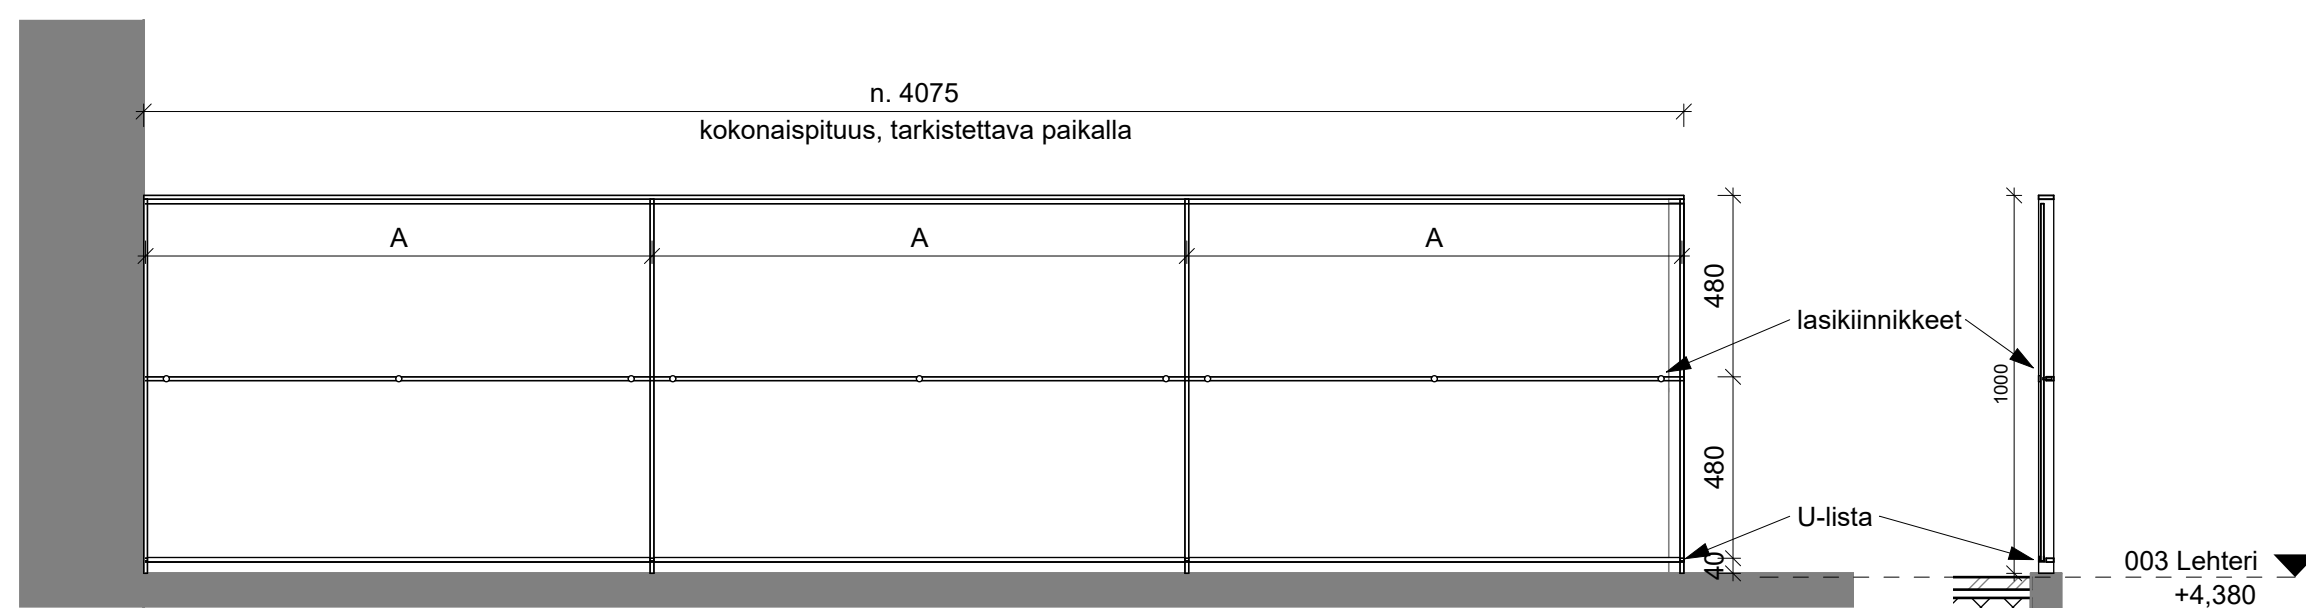 n. 4075
kokonaispituus, tarkistettava paikalla
A
A
A
480
lasikiinnikkeet
1000
480
U-lista
40
003 Lehteri
+4,380